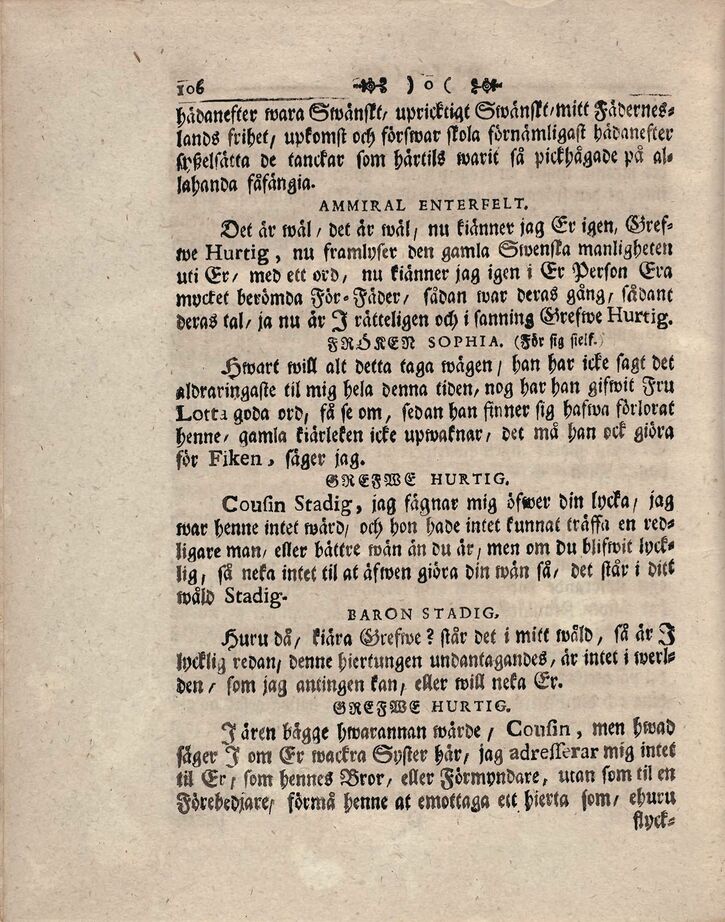 106 ) o (
hädanefter wara Swänskt/ upricktigt Swänskt/mitt Fädernes-
lands frihet/ upkomst och förswar skola förnämligast hädanefter
syßelsätta de tanckar som härtils warit så pickhågade på al-
lahanda fåfängia.
AMMIRAL ENTERFELT.
Det är wäl / det är wäl/ nu kiänner jag Er igen, Gref-
we Hurtig, nu framlyser den gamla Swenska manligheten
uti Er/ med ett ord, nu kiänner jag igen i Er Person Era
mycket berömda För-Fäder/ sådan war deras gång/ sådant
deras tal/ ja nu är J rätteligen och i sanning Grefwe Hurtig.
FRÖKEN SOPHIA. (För sig sielf.)
Hwart will alt detta taga wägen/ han har icke sagt det
aldraringaste til mig hela denna tiden, nog har han gifwit Fru
Lotta goda ord, få se om, sedan han finner sig hafwa förlorat
henne/ gamla kiärleken icke upwaknar/ det må han ock giöra
för Fiken, säger jag.
GREFWE HURTIG.
Cousin Stadig, jag fägnar mig öfwer din lycka/ jag
war henne intet wärd/ och hon hade intet kunnat träffa en red-
ligare man/ eller bättre wän än du är/ men om du blifwit lyck-
lig, så neka intet til at äfwen giöra din wän så/ det står i ditt
wåld Stadig.
BARON STADIG.
Huru då/ kiära Grefwe? står det i mitt wåld, så är J
lycklig redan/ denne hiertungen undantagandes, är intet i werl-
den / som jag antingen kan, eller will neka Er.
GREFWE HURTIG.
J ären bägge hwarannan wärde / Cousin, men hwad
säger J om Er wackra Syster här, jag adresserar mig intet
til Er/ som hennes Bror, eller Förmyndare, utan som til en
Förebedjare/ förmå henne at emottaga ett hierta som/ ehuru
flyck-